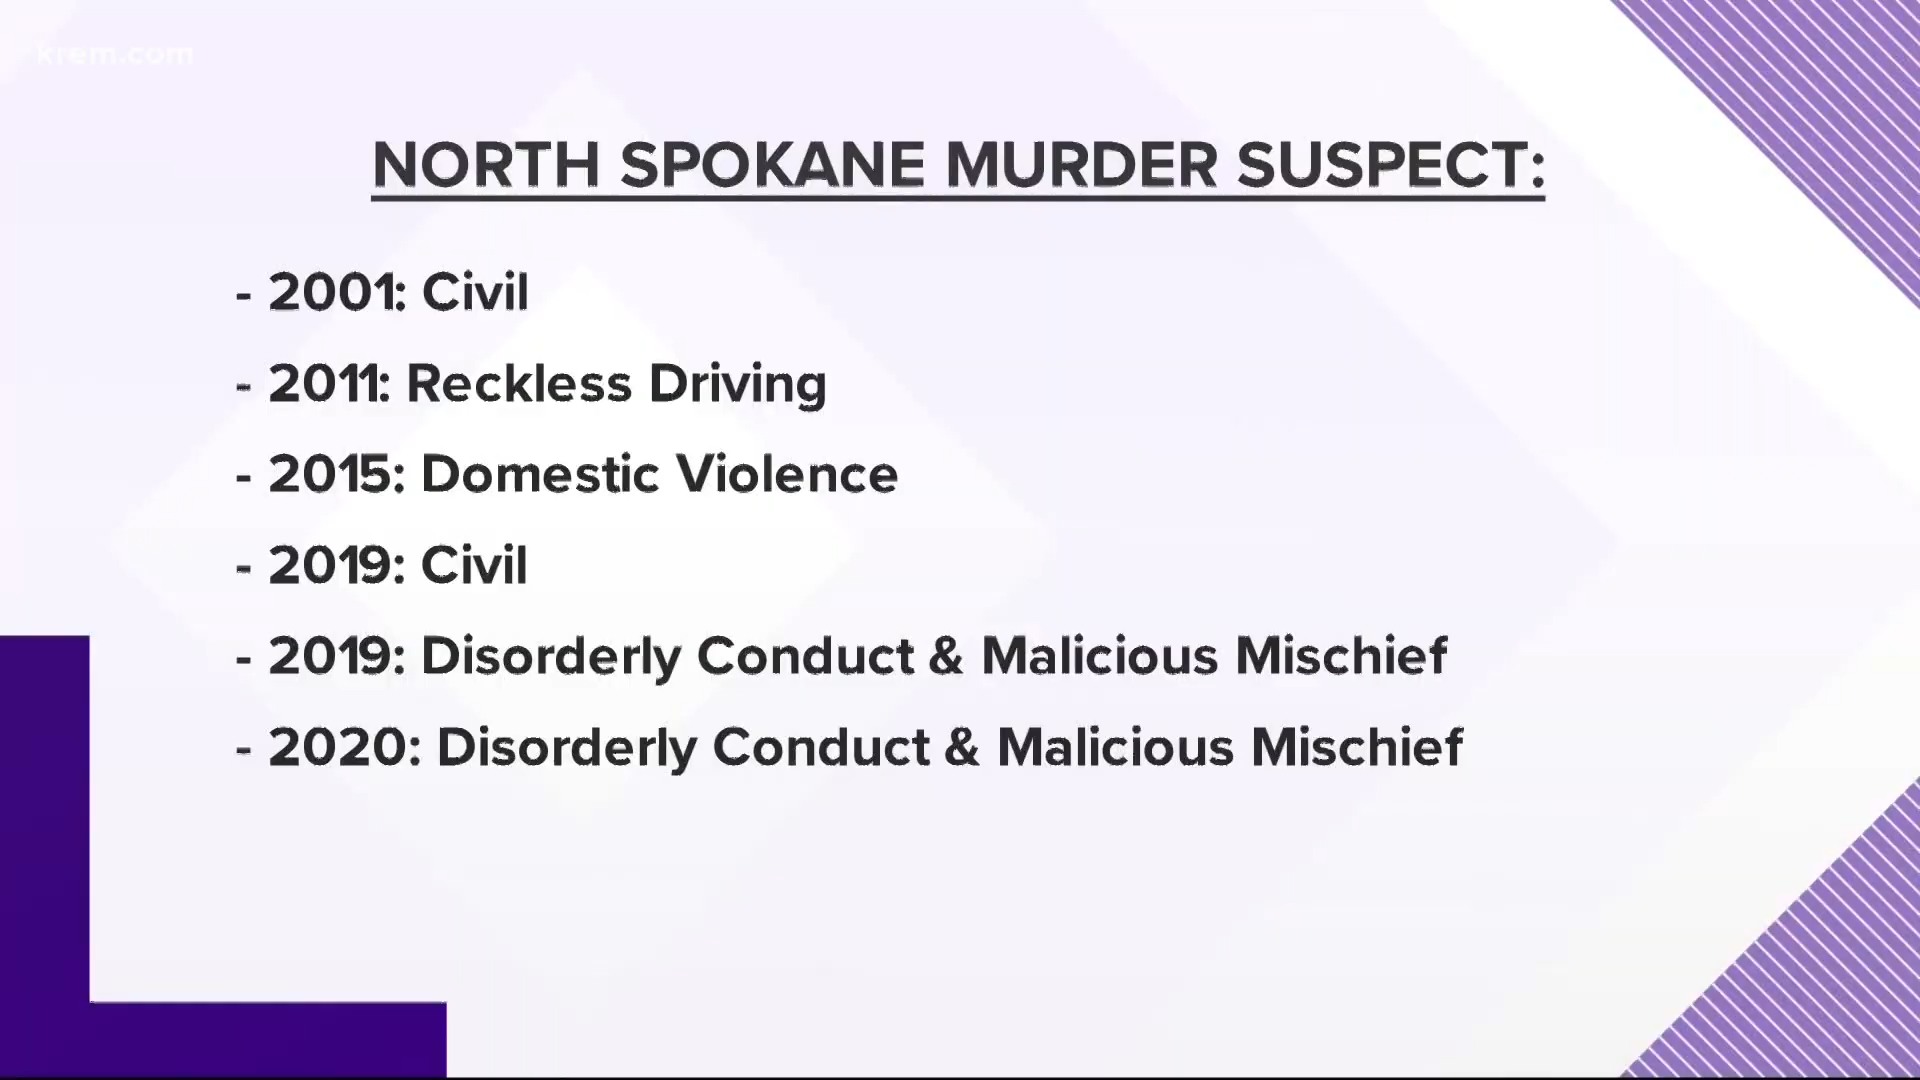 krem.com
NORTH SPOKANE MURDER SUSPECT:
- 2001: Civil
- 2011: Reckless Driving
- 2015: Domestic Violence
- 2019: Civil
- 2019: Disorderly Conduct & Malicious Mischief
- 2020: Disorderly Conduct & Malicious Mischief